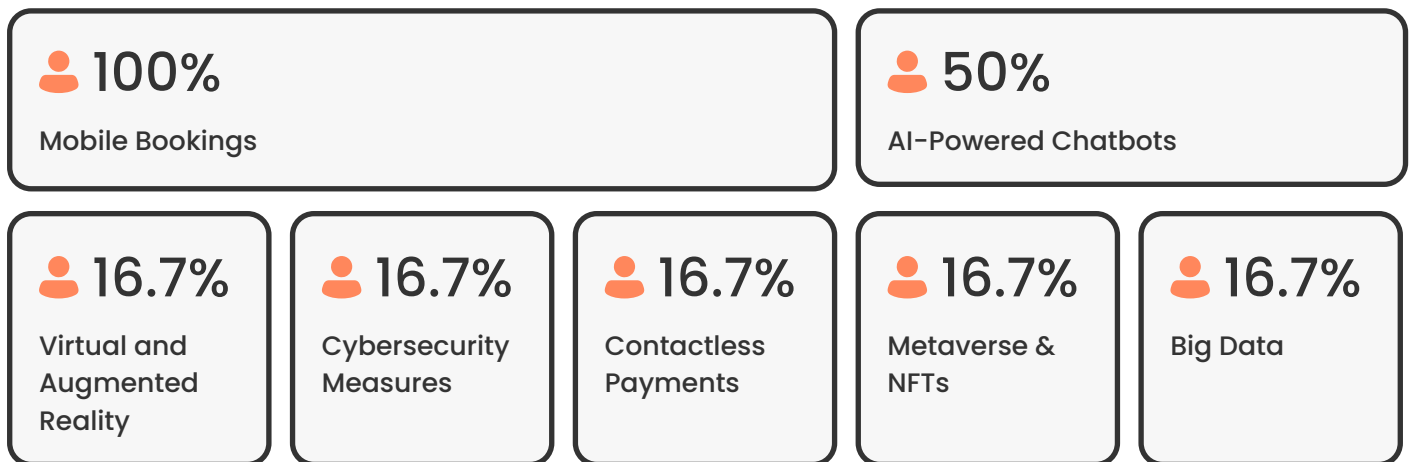 100%
Mobile Bookings
50%
AI-Powered Chatbots
16.7%
Virtual and
Augmented
Reality
16.7%
Cybersecurity
Measures
16.7%
Contactless
Payments
16.7%
Metaverse &
NFTs
16.7%
Big Data